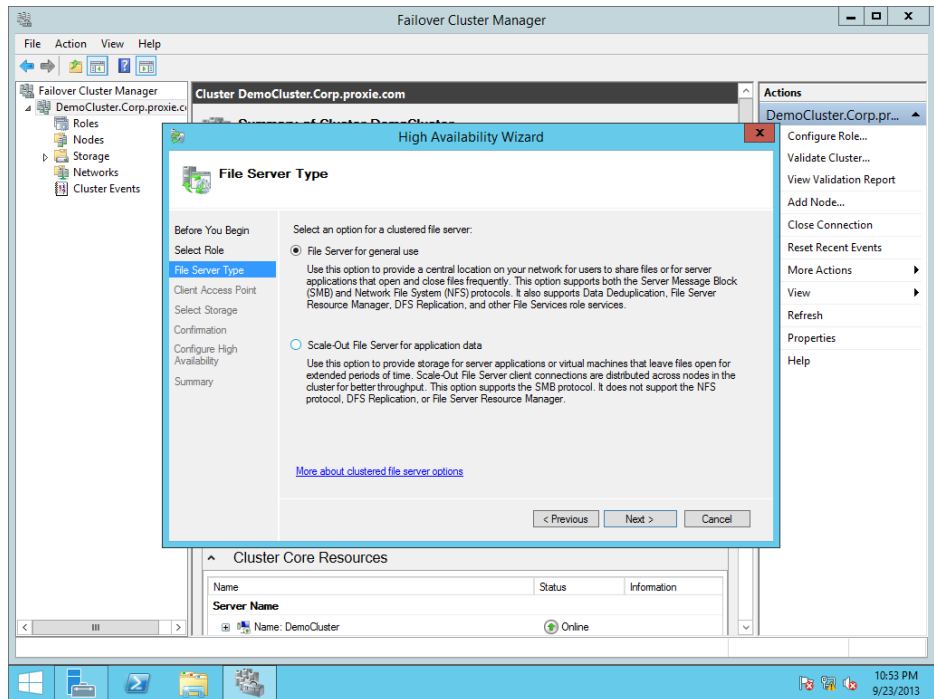 Failover Cluster Manager
File Action View Help
Failover Cluster Manager
DemoCluster.Corp.proxie.c
Roles
Nodes
Storage
Networks
Cluster Events
Cluster DemoCluster.Corp.proxie.com
Summary of Cluster DemoCluster
High Availability Wizard
File Server Type
Before You Begin
Select Role
File Server Type
Client Access Point
Select Storage
Confirmation
Configure High
Availability
Summary
Select an option for a clustered file server:
File Server for general use
Use this option to provide a central location on your network for users to share files or for server
applications that open and close files frequently. This option supports both the Server Message Block
(SMB) and Network File System (NFS) protocols. It also supports Data Deduplication, File Server
Resource Manager, DFS Replication, and other File Services role services.
Scale-Out File Server for application data
Use this option to provide storage for server applications or virtual machines that leave files open for
extended periods of time. Scale-Out File Server client connections are distributed across nodes in the
cluster for better throughput. This option supports the SMB protocol. It does not support the NFS
protocol, DFS Replication, or File Server Resource Manager.
More about clustered file server options
< Previous Next > Cancel
Cluster Core Resources
Name Status Information
Server Name
Name: DemoCluster Online
Actions
DemoCluster.Corp.pr...
Configure Role...
Validate Cluster...
View Validation Report
Add Node...
Close Connection
Reset Recent Events
More Actions
View
Refresh
Properties
Help
10:53 PM
9/23/2013